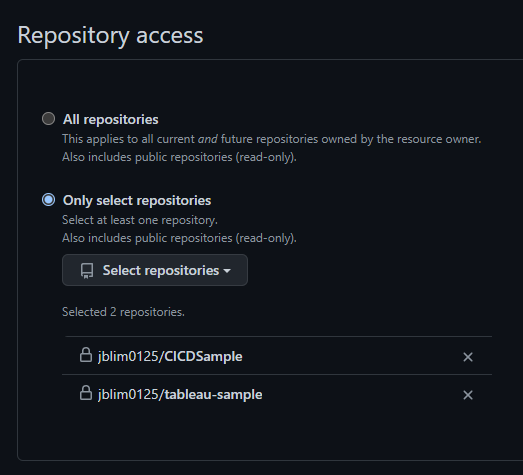 Repository access
All repositories
This applies to all current and future repositories owned by the resource owner.
Also includes public repositories (read-only).
Only select repositories
Select at least one repository.
Also includes public repositories (read-only).
Select repositories
Selected 2 repositories.
jblim0125/CICDSample
jblim0125/tableau-sample